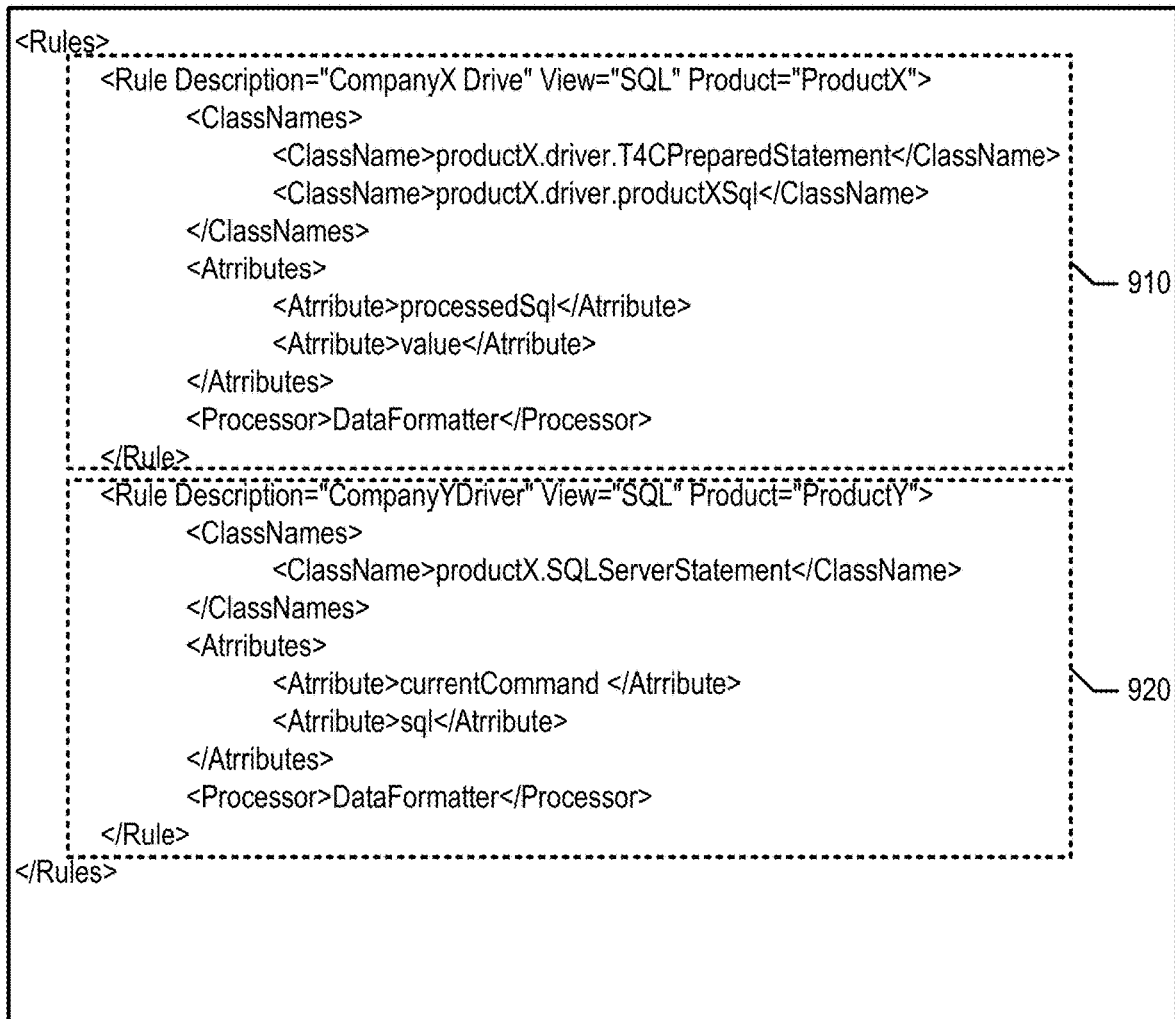 <Rules>
<Rule Description="CompanyX Drive" View="SQL" Product="ProductX">
<ClassNames>
<ClassName>productX.driver.T4CPreparedStatement</ClassName>
<ClassName>productX.driver.productXSql</ClassName>
</ClassNames>
<Atrributes>
<Atrribute>processedSql</Atrribute>
<Atrribute>value</Atrribute>
</Atrributes>
<Processor>DataFormatter</Processor>
</Rule>
910
<Rule Description="CompanyYDriver" View="SQL" Product="ProductY">
<ClassNames>
<ClassName>productX.SQLServerStatement</ClassName>
</ClassNames>
<Atrributes>
<Atrribute>currentCommand </Atrribute>
<Atrribute>sql</Atrribute>
</Atrributes>
<Processor>DataFormatter</Processor>
</Rule>
920
</Rules>